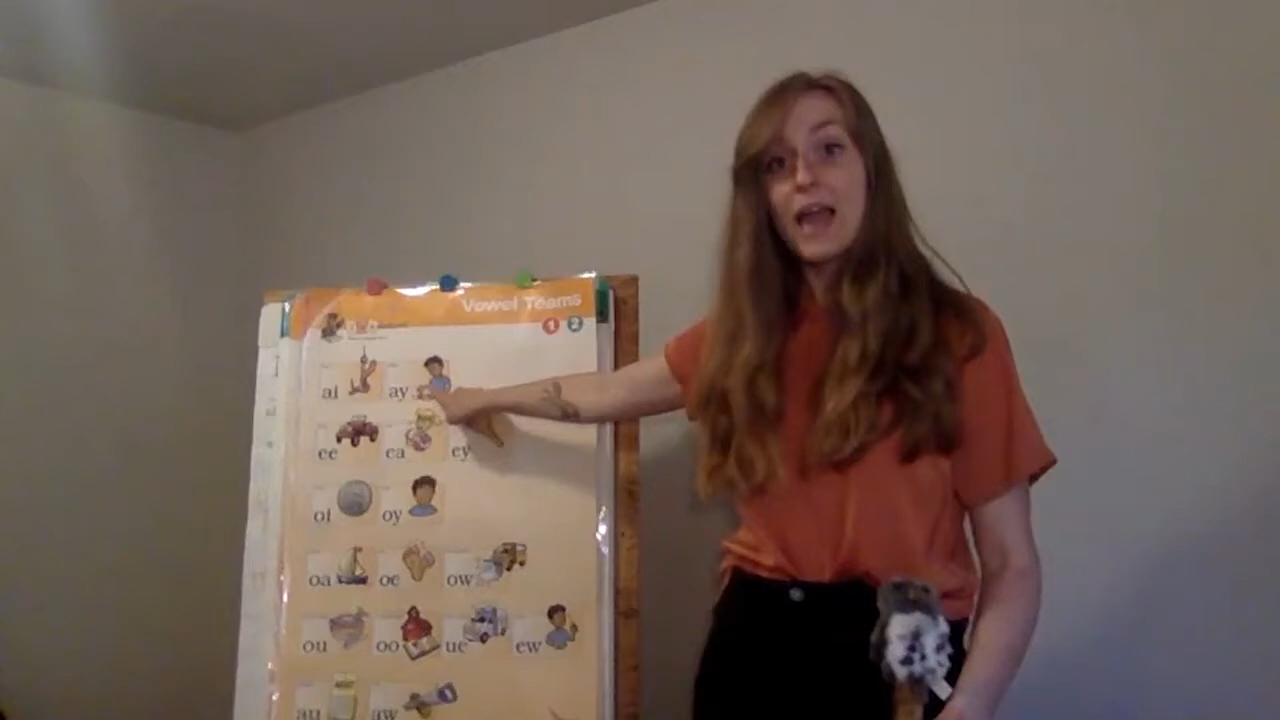 Vowel Teams
1 2
ai ay
ee ea ey
oi oy
oa oe ow
ou oo ue ew
au aw